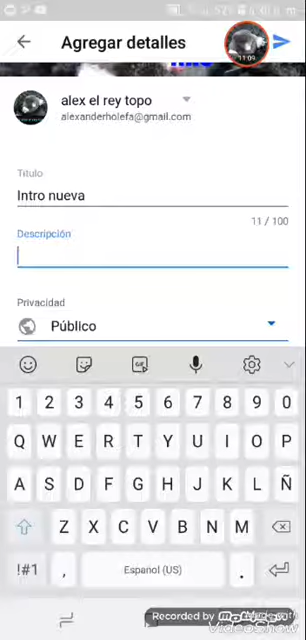 Agregar detalles
11:09
alex el rey topo
alexanderholefa@gmail.com
Título
Intro nueva
11 / 100
Descripción
Privacidad
Público
GIF
1 2 3 4 5 6 7 8 9 0
Q W E R T Y U I O P
A S D F G H J K L Ñ
Z X C V B N M
!#1 , Español (US) .
Recorded by
VideoShow